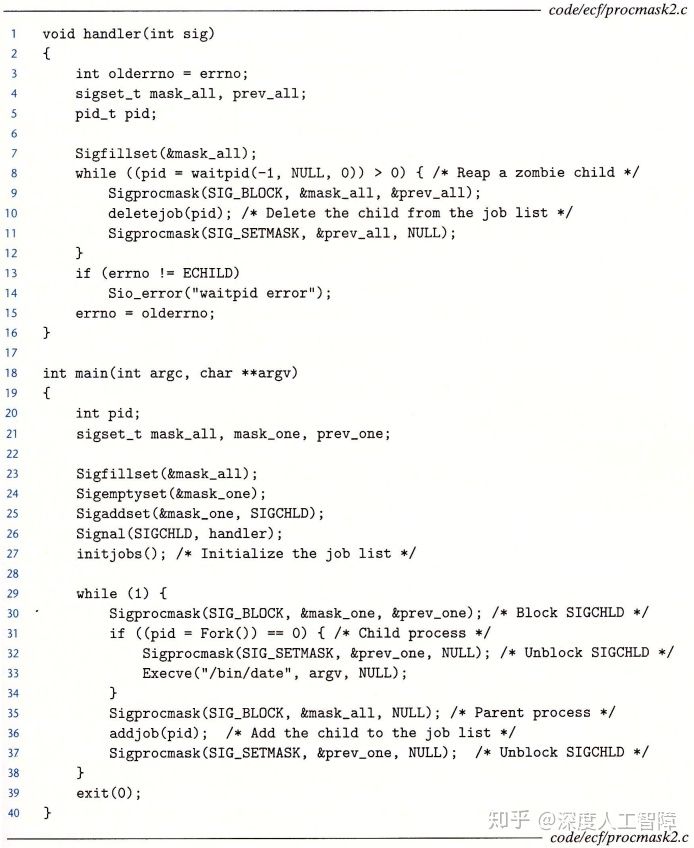 code/ecf/procmask2.c
1 void handler(int sig)
2 {
3     int olderrno = errno;
4     sigset_t mask_all, prev_all;
5     pid_t pid;
6
7     Sigfillset(&mask_all);
8     while ((pid = waitpid(-1, NULL, 0)) > 0) { /* Reap a zombie child */
9         Sigprocmask(SIG_BLOCK, &mask_all, &prev_all);
10         deletejob(pid); /* Delete the child from the job list */
11         Sigprocmask(SIG_SETMASK, &prev_all, NULL);
12     }
13     if (errno != ECHILD)
14         Sio_error("waitpid error");
15     errno = olderrno;
16 }
17
18 int main(int argc, char **argv)
19 {
20     int pid;
21     sigset_t mask_all, mask_one, prev_one;
22
23     Sigfillset(&mask_all);
24     Sigemptyset(&mask_one);
25     Sigaddset(&mask_one, SIGCHLD);
26     Signal(SIGCHLD, handler);
27     initjobs(); /* Initialize the job list */
28
29     while (1) {
30         Sigprocmask(SIG_BLOCK, &mask_one, &prev_one); /* Block SIGCHLD */
31         if ((pid = Fork()) == 0) { /* Child process */
32             Sigprocmask(SIG_SETMASK, &prev_one, NULL); /* Unblock SIGCHLD */
33             Execve("/bin/date", argv, NULL);
34         }
35         Sigprocmask(SIG_BLOCK, &mask_all, NULL); /* Parent process */
36         addjob(pid);  /* Add the child to the job list */
37         Sigprocmask(SIG_SETMASK, &prev_one, NULL);  /* Unblock SIGCHLD */
38     }
39     exit(0);
40 }
知乎 @深度人工智障
code/ecf/procmask2.c